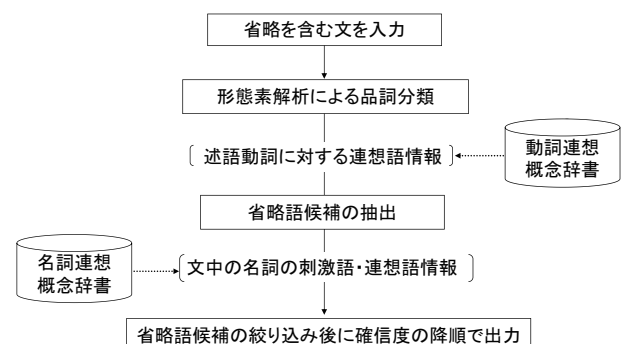 省略を含む文を入力
形態素解析による品詞分類
〔 述語動詞に対する連想語情報 〕
動詞連想
概念辞書
省略語候補の抽出
名詞連想
概念辞書
〔 文中の名詞の刺激語・連想語情報 〕
省略語候補の絞り込み後に確信度の降順で出力